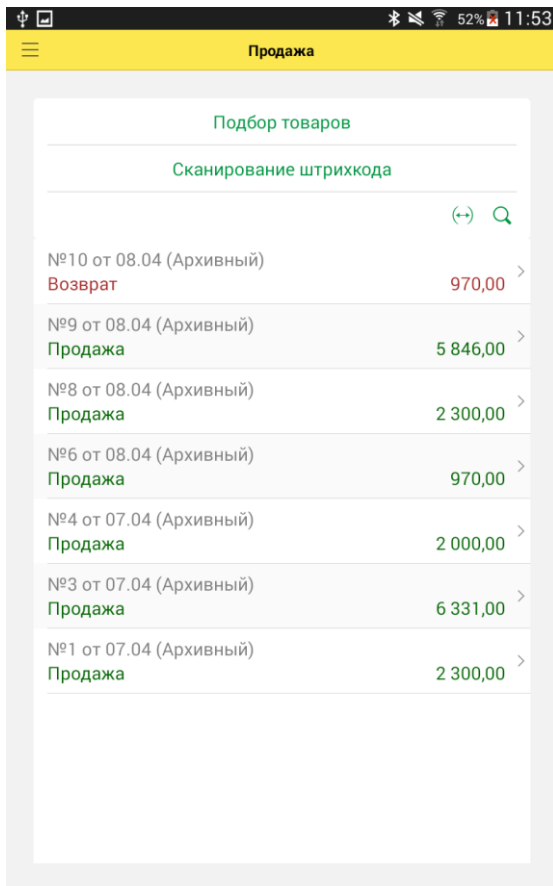 52% 11:53
Продажа
Подбор товаров
Сканирование штрихкода
№10 от 08.04 (Архивный)
Возврат 970,00
№9 от 08.04 (Архивный)
Продажа 5 846,00
№8 от 08.04 (Архивный)
Продажа 2 300,00
№6 от 08.04 (Архивный)
Продажа 970,00
№4 от 07.04 (Архивный)
Продажа 2 000,00
№3 от 07.04 (Архивный)
Продажа 6 331,00
№1 от 07.04 (Архивный)
Продажа 2 300,00